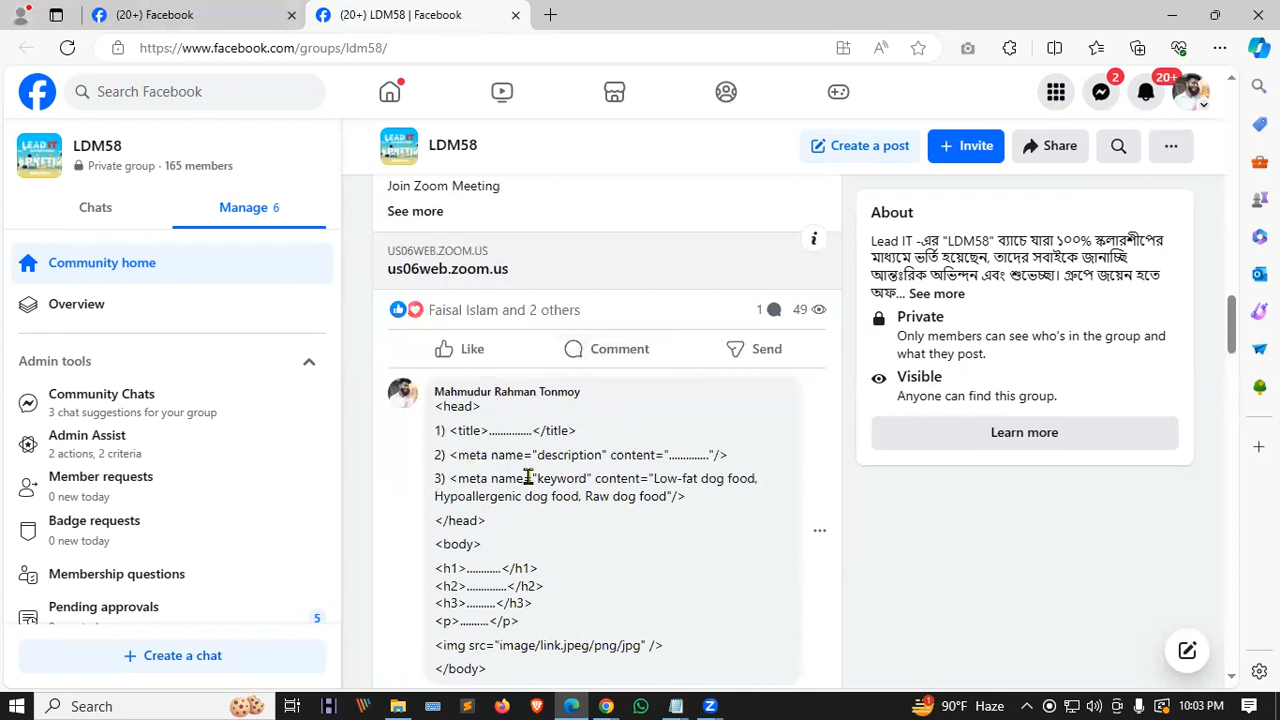 (20+) Facebook
(20+) LDM58 | Facebook
https://www.facebook.com/groups/ldm58/
Search Facebook
2
20+
LDM58
Private group · 165 members
Chats
Manage 6
Community home
Overview
Admin tools
Community Chats
3 chat suggestions for your group
Admin Assist
2 actions, 2 criteria
Member requests
0 new today
Badge requests
0 new today
Membership questions
Pending approvals
5
Create a chat
LDM58
Create a post
Invite
Share
Join Zoom Meeting
See more
US06WEB.ZOOM.US
us06web.zoom.us
Faisal Islam and 2 others
1
49
Like
Comment
Send
Mahmudur Rahman Tonmoy
<head>
1) <title>...............</title>
2) <meta name="description" content=".............."/>
3) <meta name="keyword" content="Low-fat dog food,
Hypoallergenic dog food, Raw dog food"/>
</head>
<body>
<h1>............</h1>
<h2>..............</h2>
<h3>..........</h3>
<p>..........</p>
<img src="image/link.jpeg/png/jpg" />
</body>
About
Lead IT -এর "LDM58" ব্যাচে যারা ১০০% স্কলারশীপের
মাধ্যমে ভর্তি হয়েছেন, তাদের সবাইকে জানাচ্ছি
আন্তঃরিক অভিন্দন এবং শুভেচ্ছা। গ্রুপে জয়েন হতে
অফ... See more
Private
Only members can see who's in the group and
what they post.
Visible
Anyone can find this group.
Learn more
Search
90°F Haze
10:03 PM